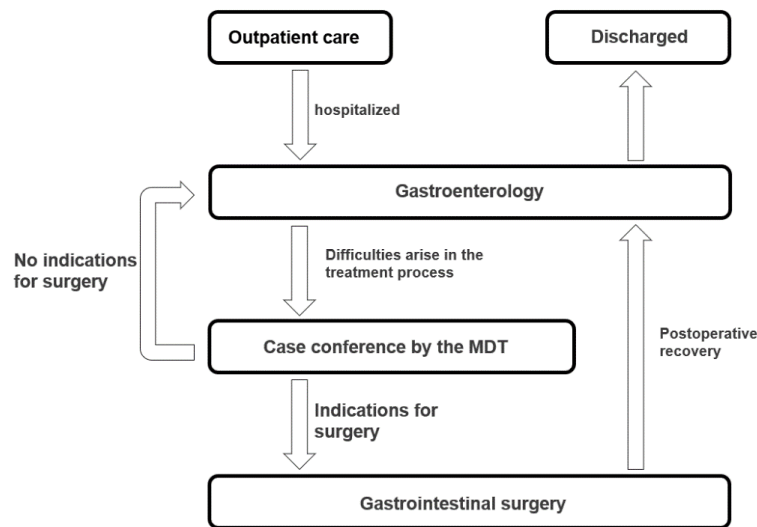 Outpatient care
Discharged
hospitalized
Gastroenterology
No indications
for surgery
Difficulties arise in the
treatment process
Case conference by the MDT
Postoperative
recovery
Indications for
surgery
Gastrointestinal surgery